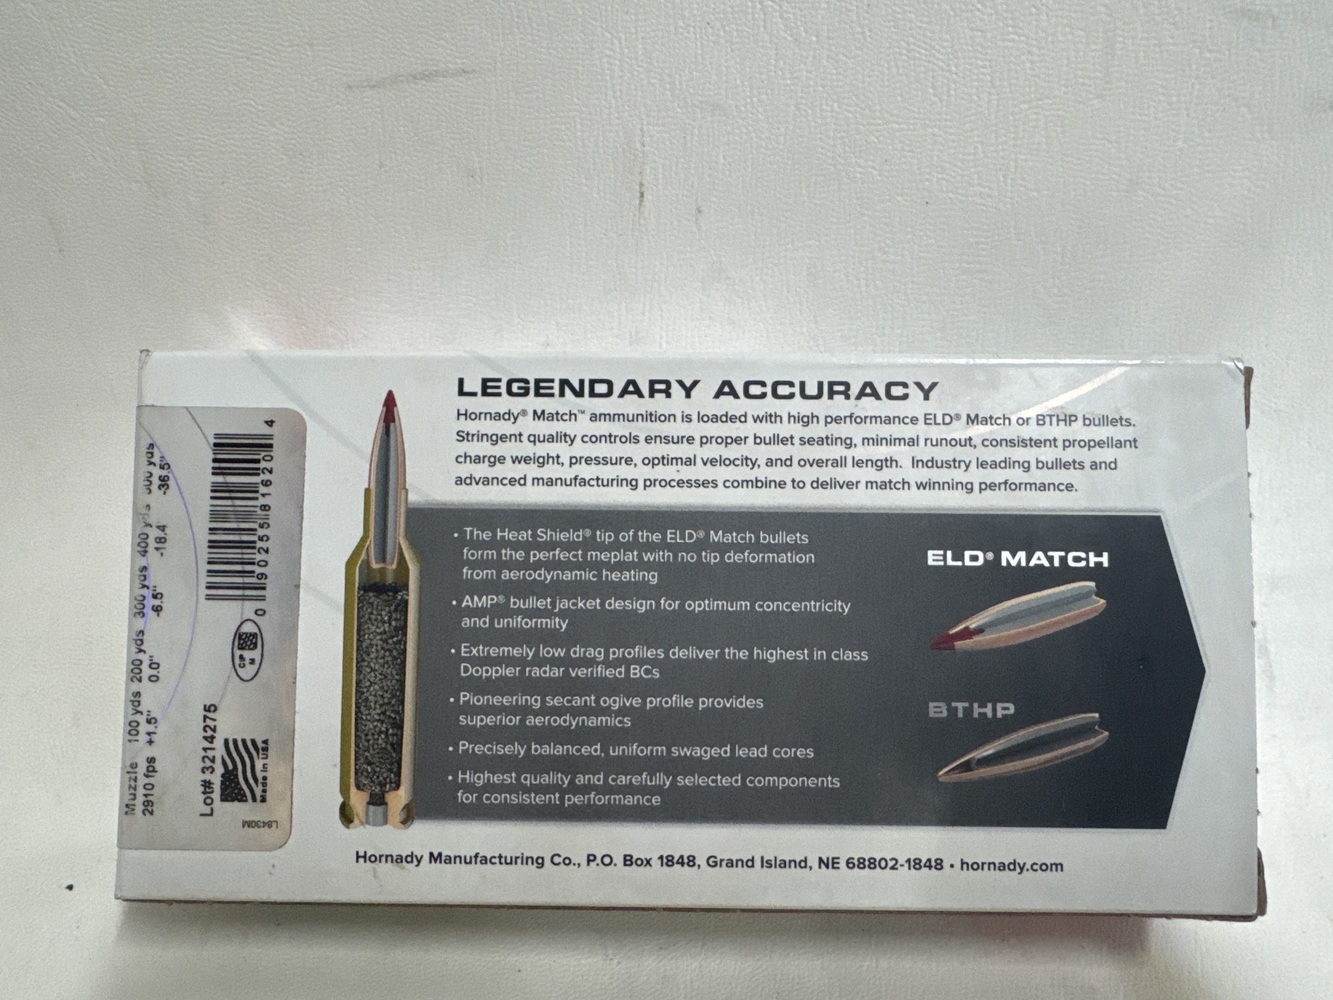 LEGENDARY ACCURACY
Hornady® Match™ ammunition is loaded with high performance ELD® Match or BTHP bullets.
Stringent quality controls ensure proper bullet seating, minimal runout, consistent propellant
charge weight, pressure, optimal velocity, and overall length. Industry leading bullets and
advanced manufacturing processes combine to deliver match winning performance.
• The Heat Shield® tip of the ELD® Match bullets
form the perfect meplat with no tip deformation
from aerodynamic heating
• AMP® bullet jacket design for optimum concentricity
and uniformity
• Extremely low drag profiles deliver the highest in class
Doppler radar verified BCs
• Pioneering secant ogive profile provides
superior aerodynamics
• Precisely balanced, uniform swaged lead cores
• Highest quality and carefully selected components
for consistent performance
ELD® MATCH
BTHP
Hornady Manufacturing Co., P.O. Box 1848, Grand Island, NE 68802-1848 • hornady.com
Muzzle 100 yds 200 yds 300 yds 400 yds 500 yds
2910 fps +1.5" 0.0" -6.5" -18.4" -36.5"
Lot# 3214275
Made in USA
CIP
M
0 90255 81620 4
L8430M